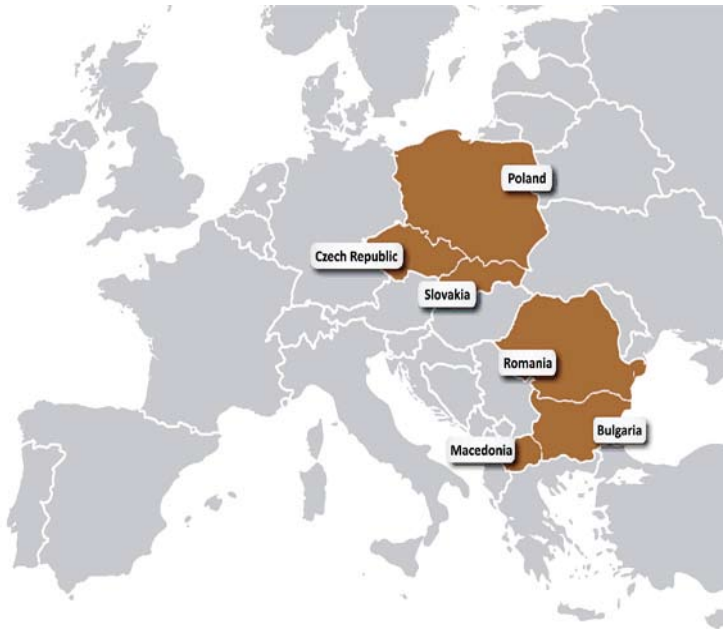 Poland
Czech Republic
Slovakia
Romania
Bulgaria
Macedonia